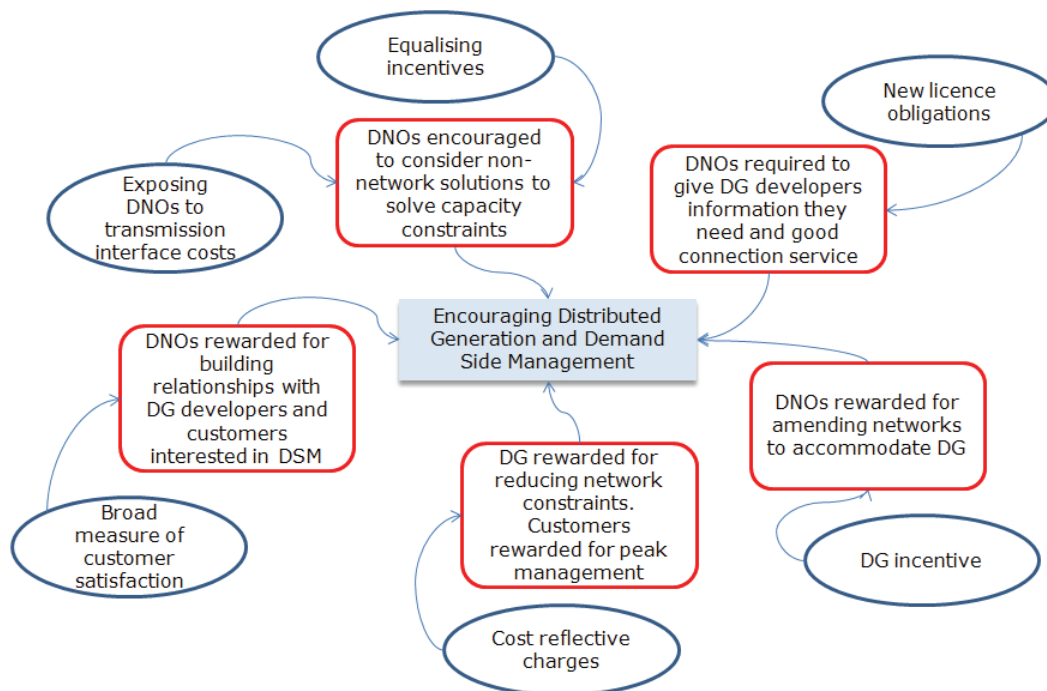 Equalising
incentives
New licence
obligations
DNOs encouraged
to consider non-
network solutions to
solve capacity
constraints
Exposing
DNOs to
transmission
interface costs
DNOs required to
give DG developers
information they
need and good
connection service
Encouraging Distributed
Generation and Demand
Side Management
DNOs rewarded for
building
relationships with
DG developers and
customers
interested in DSM
DNOs rewarded for
amending networks
to accommodate DG
DG rewarded for
reducing network
constraints.
Customers
rewarded for peak
management
Broad
measure of
customer
satisfaction
DG incentive
Cost reflective
charges